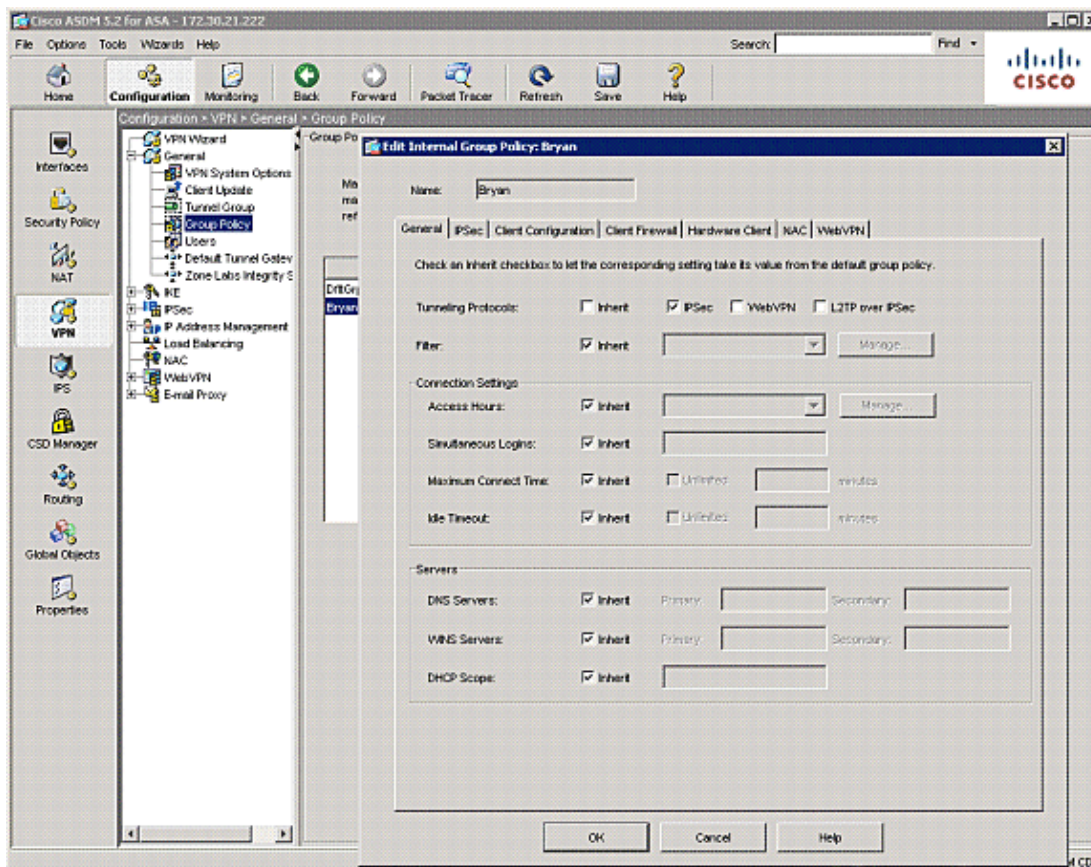 Cisco ASDM 5.2 for ASA - 172.30.21.222
File Options Tools Wizards Help Search: Find
Home Configuration Monitoring Back Forward Packet Tracer Refresh Save Help
CISCO
Configuration > VPN > General > Group Policy
Interfaces
Security Policy
NAT
VPN
IPS
CSD Manager
Routing
Global Objects
Properties
VPN Wizard
General
VPN System Options
Client Update
Tunnel Group
Group Policy
Users
Default Tunnel Gatew
Zone Labs Integrity S
IKE
IPSec
IP Address Management
Load Balancing
NAC
WebVPN
E-mail Proxy
Group Po
Ma
ma
ref
DfltGr
Bryan
Edit Internal Group Policy: Bryan
Name: Bryan
General IPSec Client Configuration Client Firewall Hardware Client NAC WebVPN
Check an Inherit checkbox to let the corresponding setting take its value from the default group policy.
Tunneling Protocols: Inherit IPSec WebVPN L2TP over IPSec
Filter: Inherit Manage...
Connection Settings
Access Hours: Inherit Manage...
Simultaneous Logins: Inherit
Maximum Connect Time: Inherit Unlimited minutes
Idle Timeout: Inherit Unlimited minutes
Servers
DNS Servers: Inherit Primary: Secondary:
WINS Servers: Inherit Primary: Secondary:
DHCP Scope: Inherit
OK Cancel Help